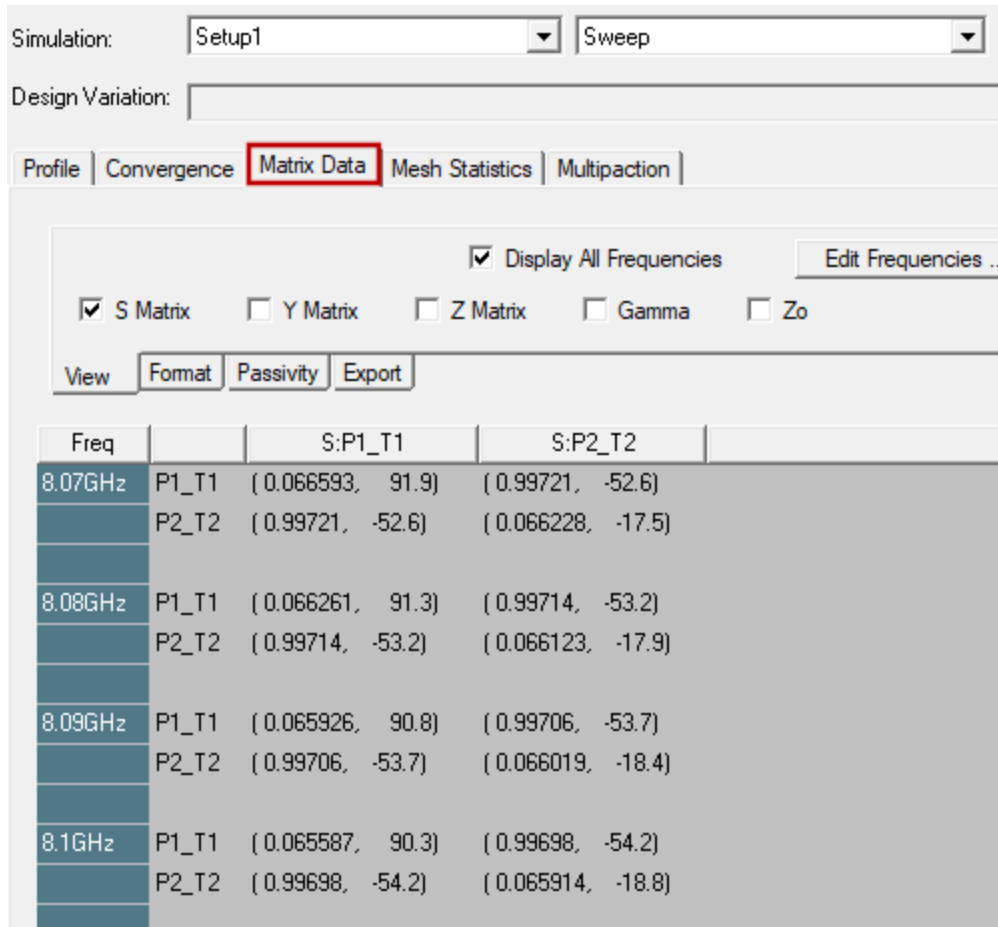 Simulation: Setup1 Sweep
Design Variation:
Profile Convergence Matrix Data Mesh Statistics Multipaction
Display All Frequencies Edit Frequencies ..
S Matrix Y Matrix Z Matrix Gamma Zo
View Format Passivity Export
Freq S:P1_T1 S:P2_T2
8.07GHz P1_T1 ( 0.066593, 91.9) ( 0.99721, -52.6)
P2_T2 ( 0.99721, -52.6) ( 0.066228, -17.5)
8.08GHz P1_T1 ( 0.066261, 91.3) ( 0.99714, -53.2)
P2_T2 ( 0.99714, -53.2) ( 0.066123, -17.9)
8.09GHz P1_T1 ( 0.065926, 90.8) ( 0.99706, -53.7)
P2_T2 ( 0.99706, -53.7) ( 0.066019, -18.4)
8.1GHz P1_T1 ( 0.065587, 90.3) ( 0.99698, -54.2)
P2_T2 ( 0.99698, -54.2) ( 0.065914, -18.8)